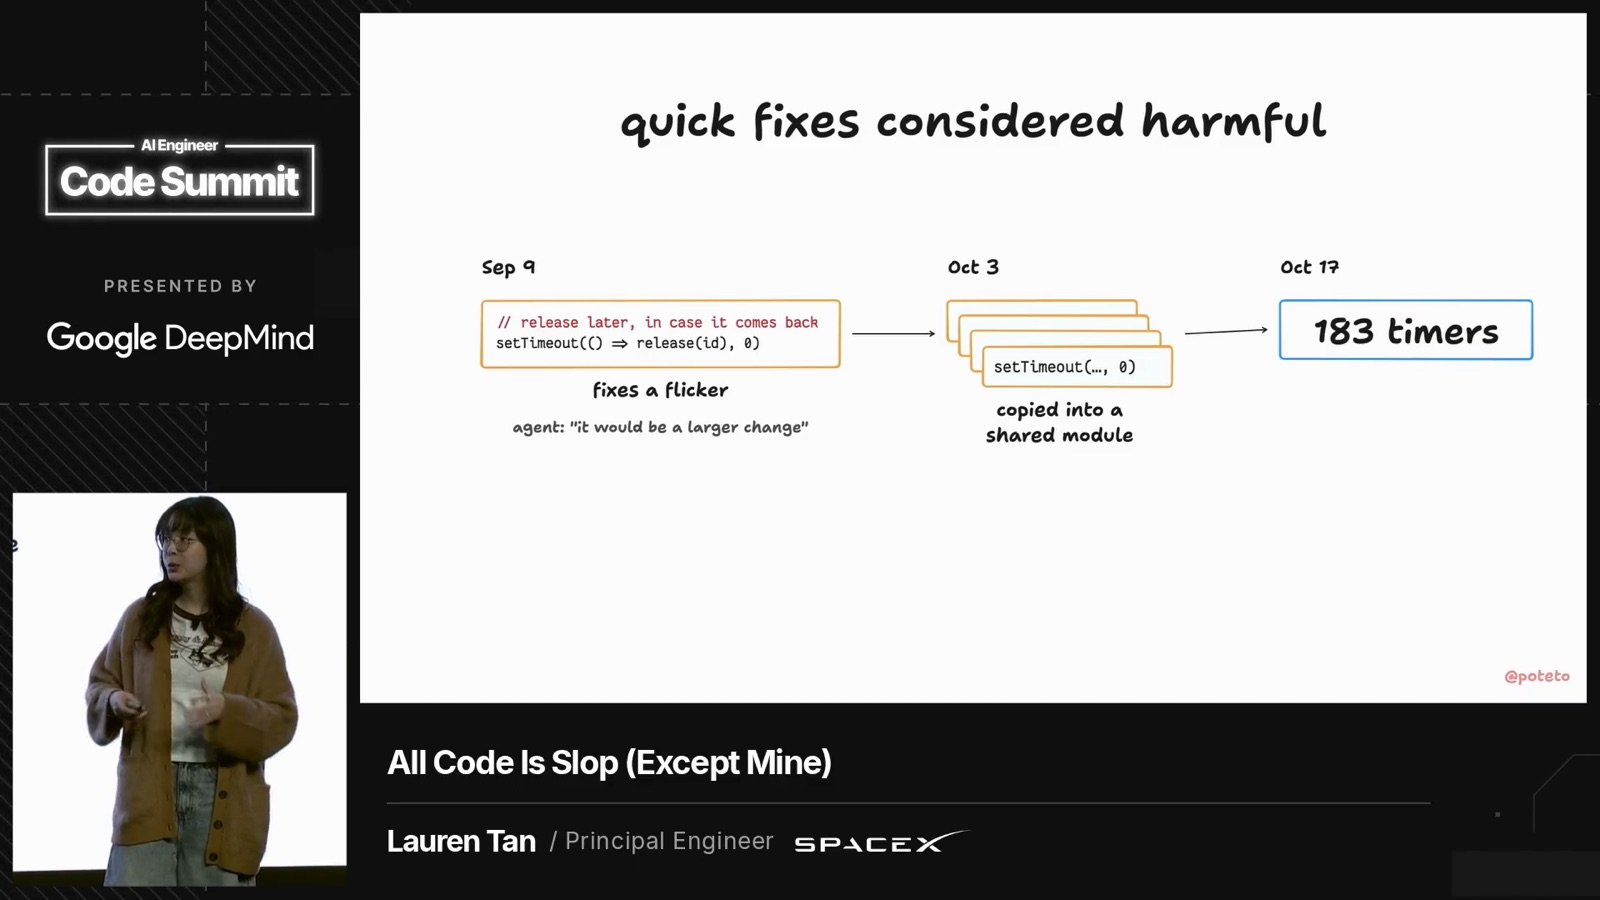 AI Engineer
Code Summit
PRESENTED BY
Google DeepMind
quick fixes considered harmful
Sep 9
// release later, in case it comes back
setTimeout(() => release(id), 0)
fixes a flicker
agent: "it would be a larger change"
Oct 3
setTimeout(…, 0)
copied into a
shared module
Oct 17
183 timers
@poteto
All Code Is Slop (Except Mine)
Lauren Tan / Principal Engineer SPACEX